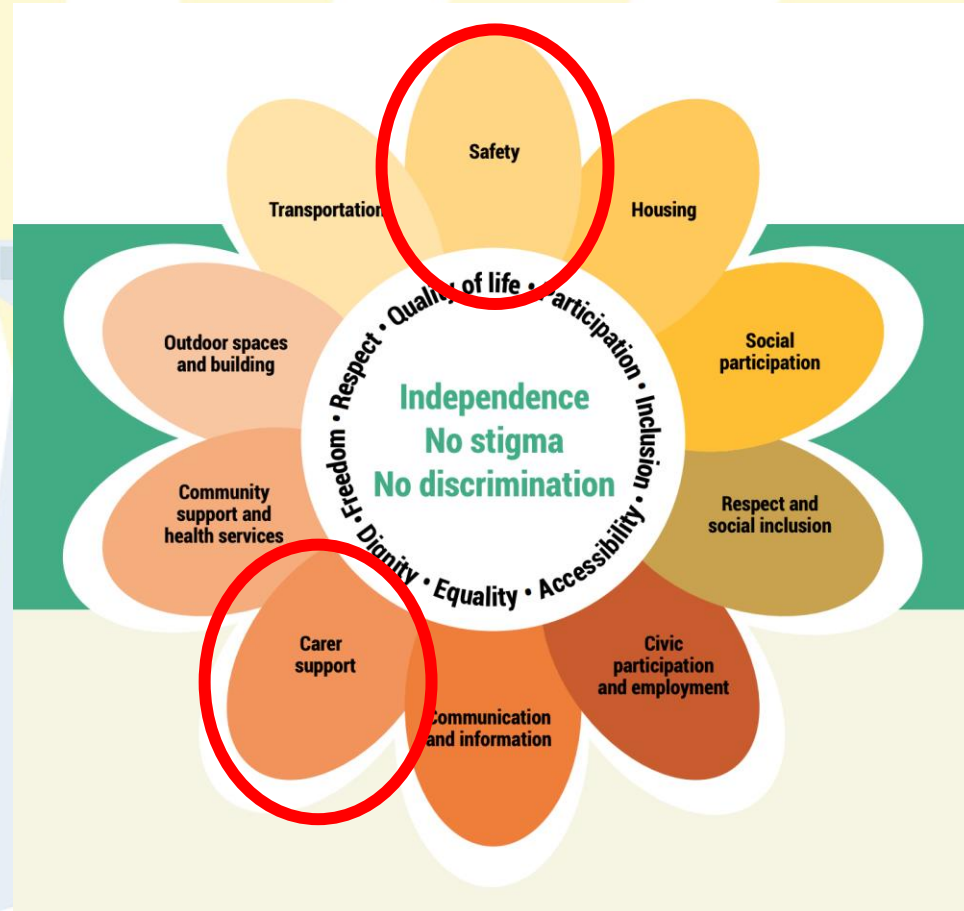 Safety
Housing
Social
participation
Respect and
social inclusion
Civic
participation
and employment
Communication
and information
Carer
support
Community
support and
health services
Outdoor spaces
and building
Transportation
Quality of life • Participation • Inclusion • Accessibility • Equality • Dignity • Freedom • Respect •
Independence
No stigma
No discrimination